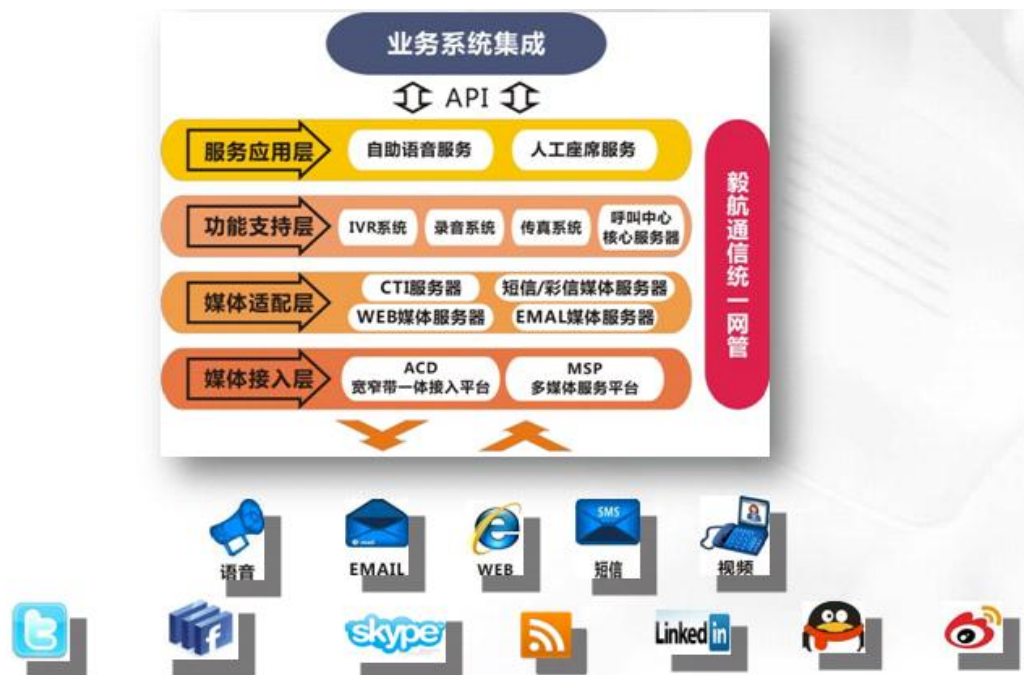 业务系统集成
API
服务应用层
自助语音服务
人工座席服务
功能支持层
IVR系统
录音系统
传真系统
呼叫中心
核心服务器
媒体适配层
CTI服务器
短信/彩信媒体服务器
WEB媒体服务器
EMAL媒体服务器
媒体接入层
ACD
宽窄带一体接入平台
MSP
多媒体服务平台
毅航通信统一网管
语音
EMAIL
WEB
SMS
短信
视频
skype
Linked in